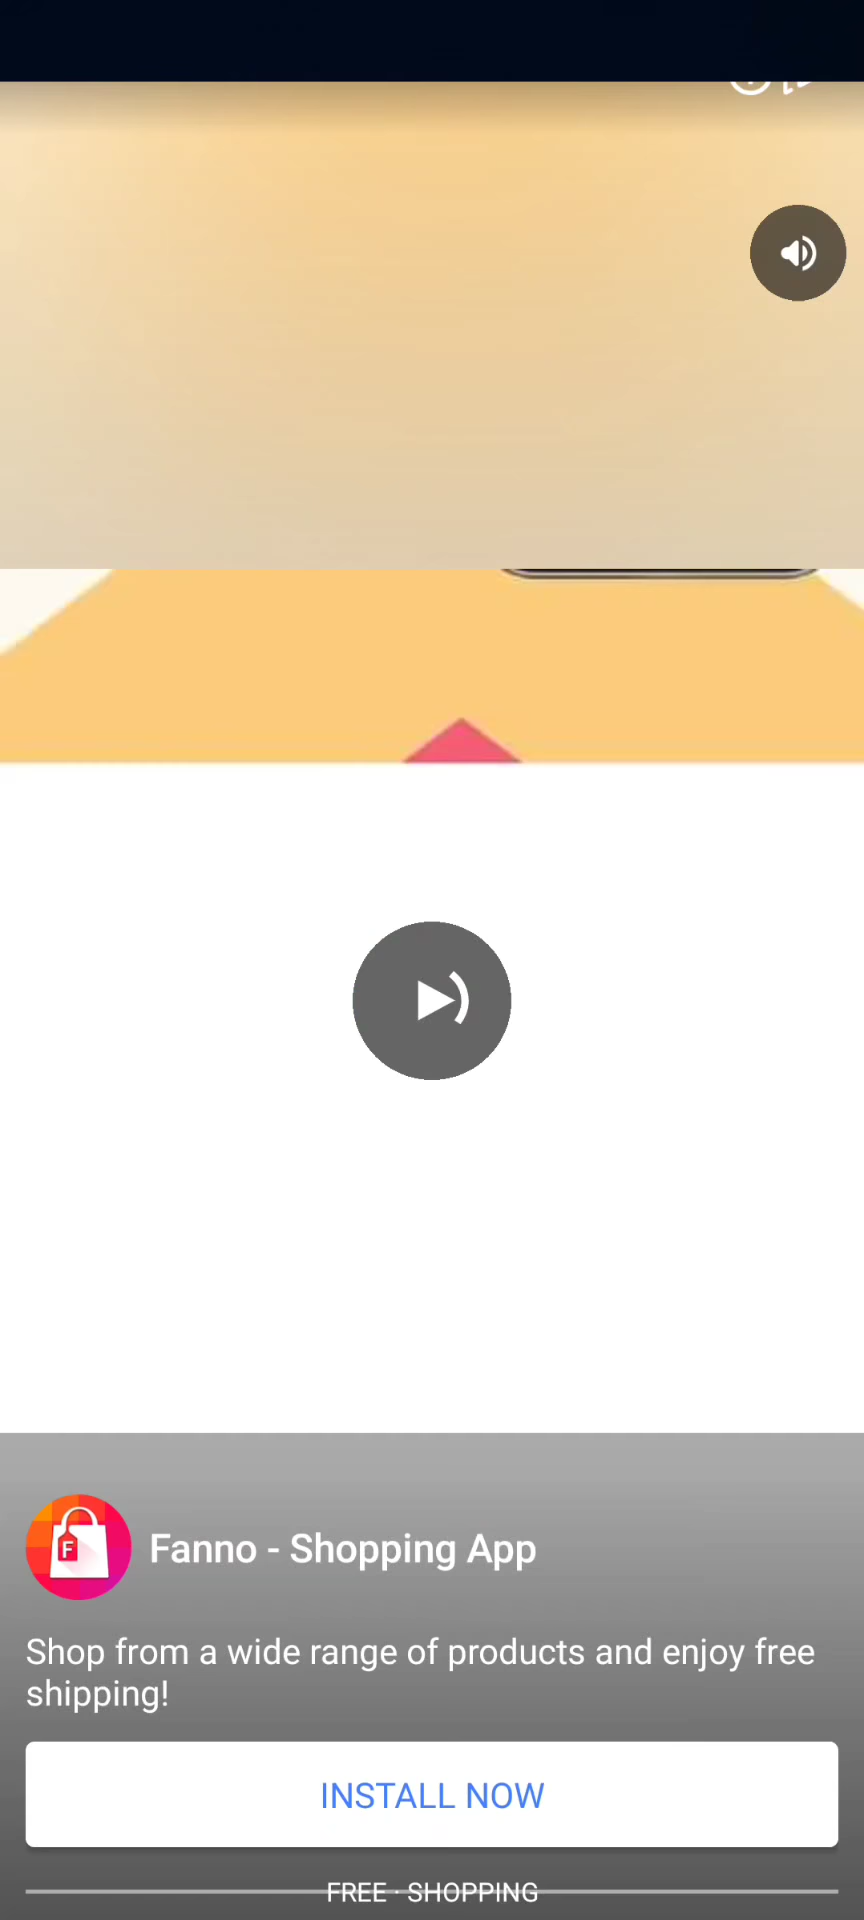 F
Fanno - Shopping App
Shop from a wide range of products and enjoy free
shipping!
INSTALL NOW
FREE · SHOPPING